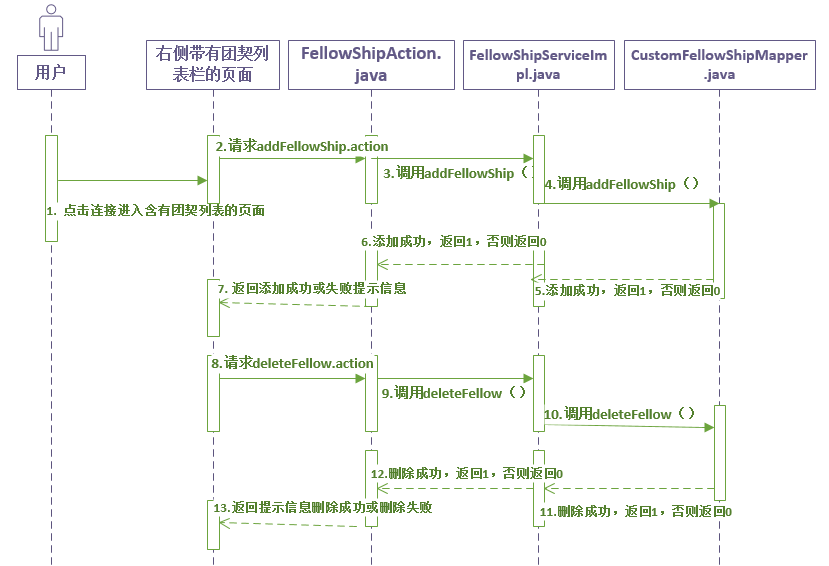 用户
右侧带有团契列
表栏的页面
FellowShipAction.
java
FellowShipServiceIm
pl.java
CustomFellowShipMapper
.java
2.请求addFellowShip.action
3.调用addFellowShip（）
4.调用addFellowShip（）
1. 点击连接进入含有团契列表的页面
6.添加成功，返回1，否则返回0
7. 返回添加成功或失败提示信息
5.添加成功，返回1，否则返回0
8.请求deleteFellow.action
9.调用deleteFellow（）
10.调用deleteFellow（）
12.删除成功，返回1，否则返回0
13.返回提示信息删除成功或删除失败
11.删除成功，返回1，否则返回0